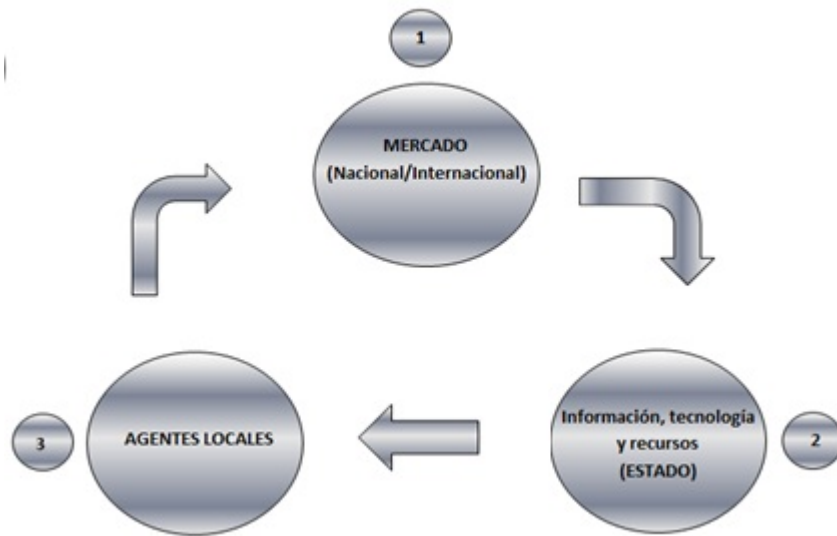 1
MERCADO
(Nacional/Internacional)
Información, tecnología
y recursos
(ESTADO)
2
3
AGENTES LOCALES